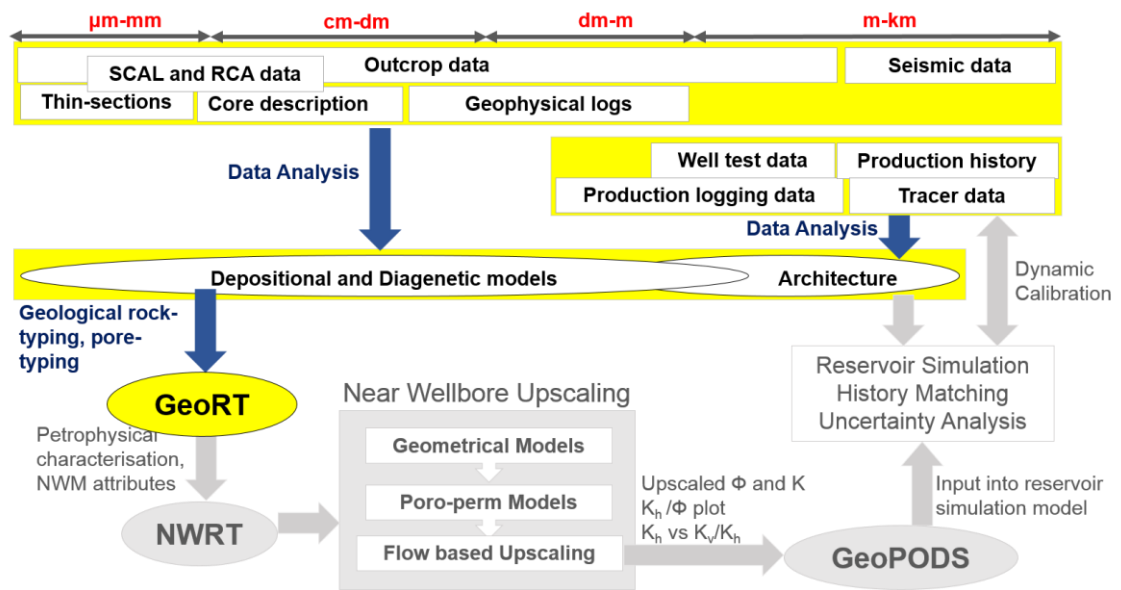 µm-mm
cm-dm
dm-m
m-km
Outcrop data
Seismic data
SCAL and RCA data
Thin-sections
Core description
Geophysical logs
Data Analysis
Well test data
Production history
Production logging data
Tracer data
Data Analysis
Depositional and Diagenetic models
Architecture
Dynamic
Calibration
Geological rock-
typing, pore-
typing
GeoRT
Near Wellbore Upscaling
Reservoir Simulation
History Matching
Uncertainty Analysis
Petrophysical
characterisation,
NWM attributes
Geometrical Models
Poro-perm Models
Flow based Upscaling
NWRT
Upscaled Φ and K
Kh /Φ plot
Kh vs Kv/Kh
Input into reservoir
simulation model
GeoPODS